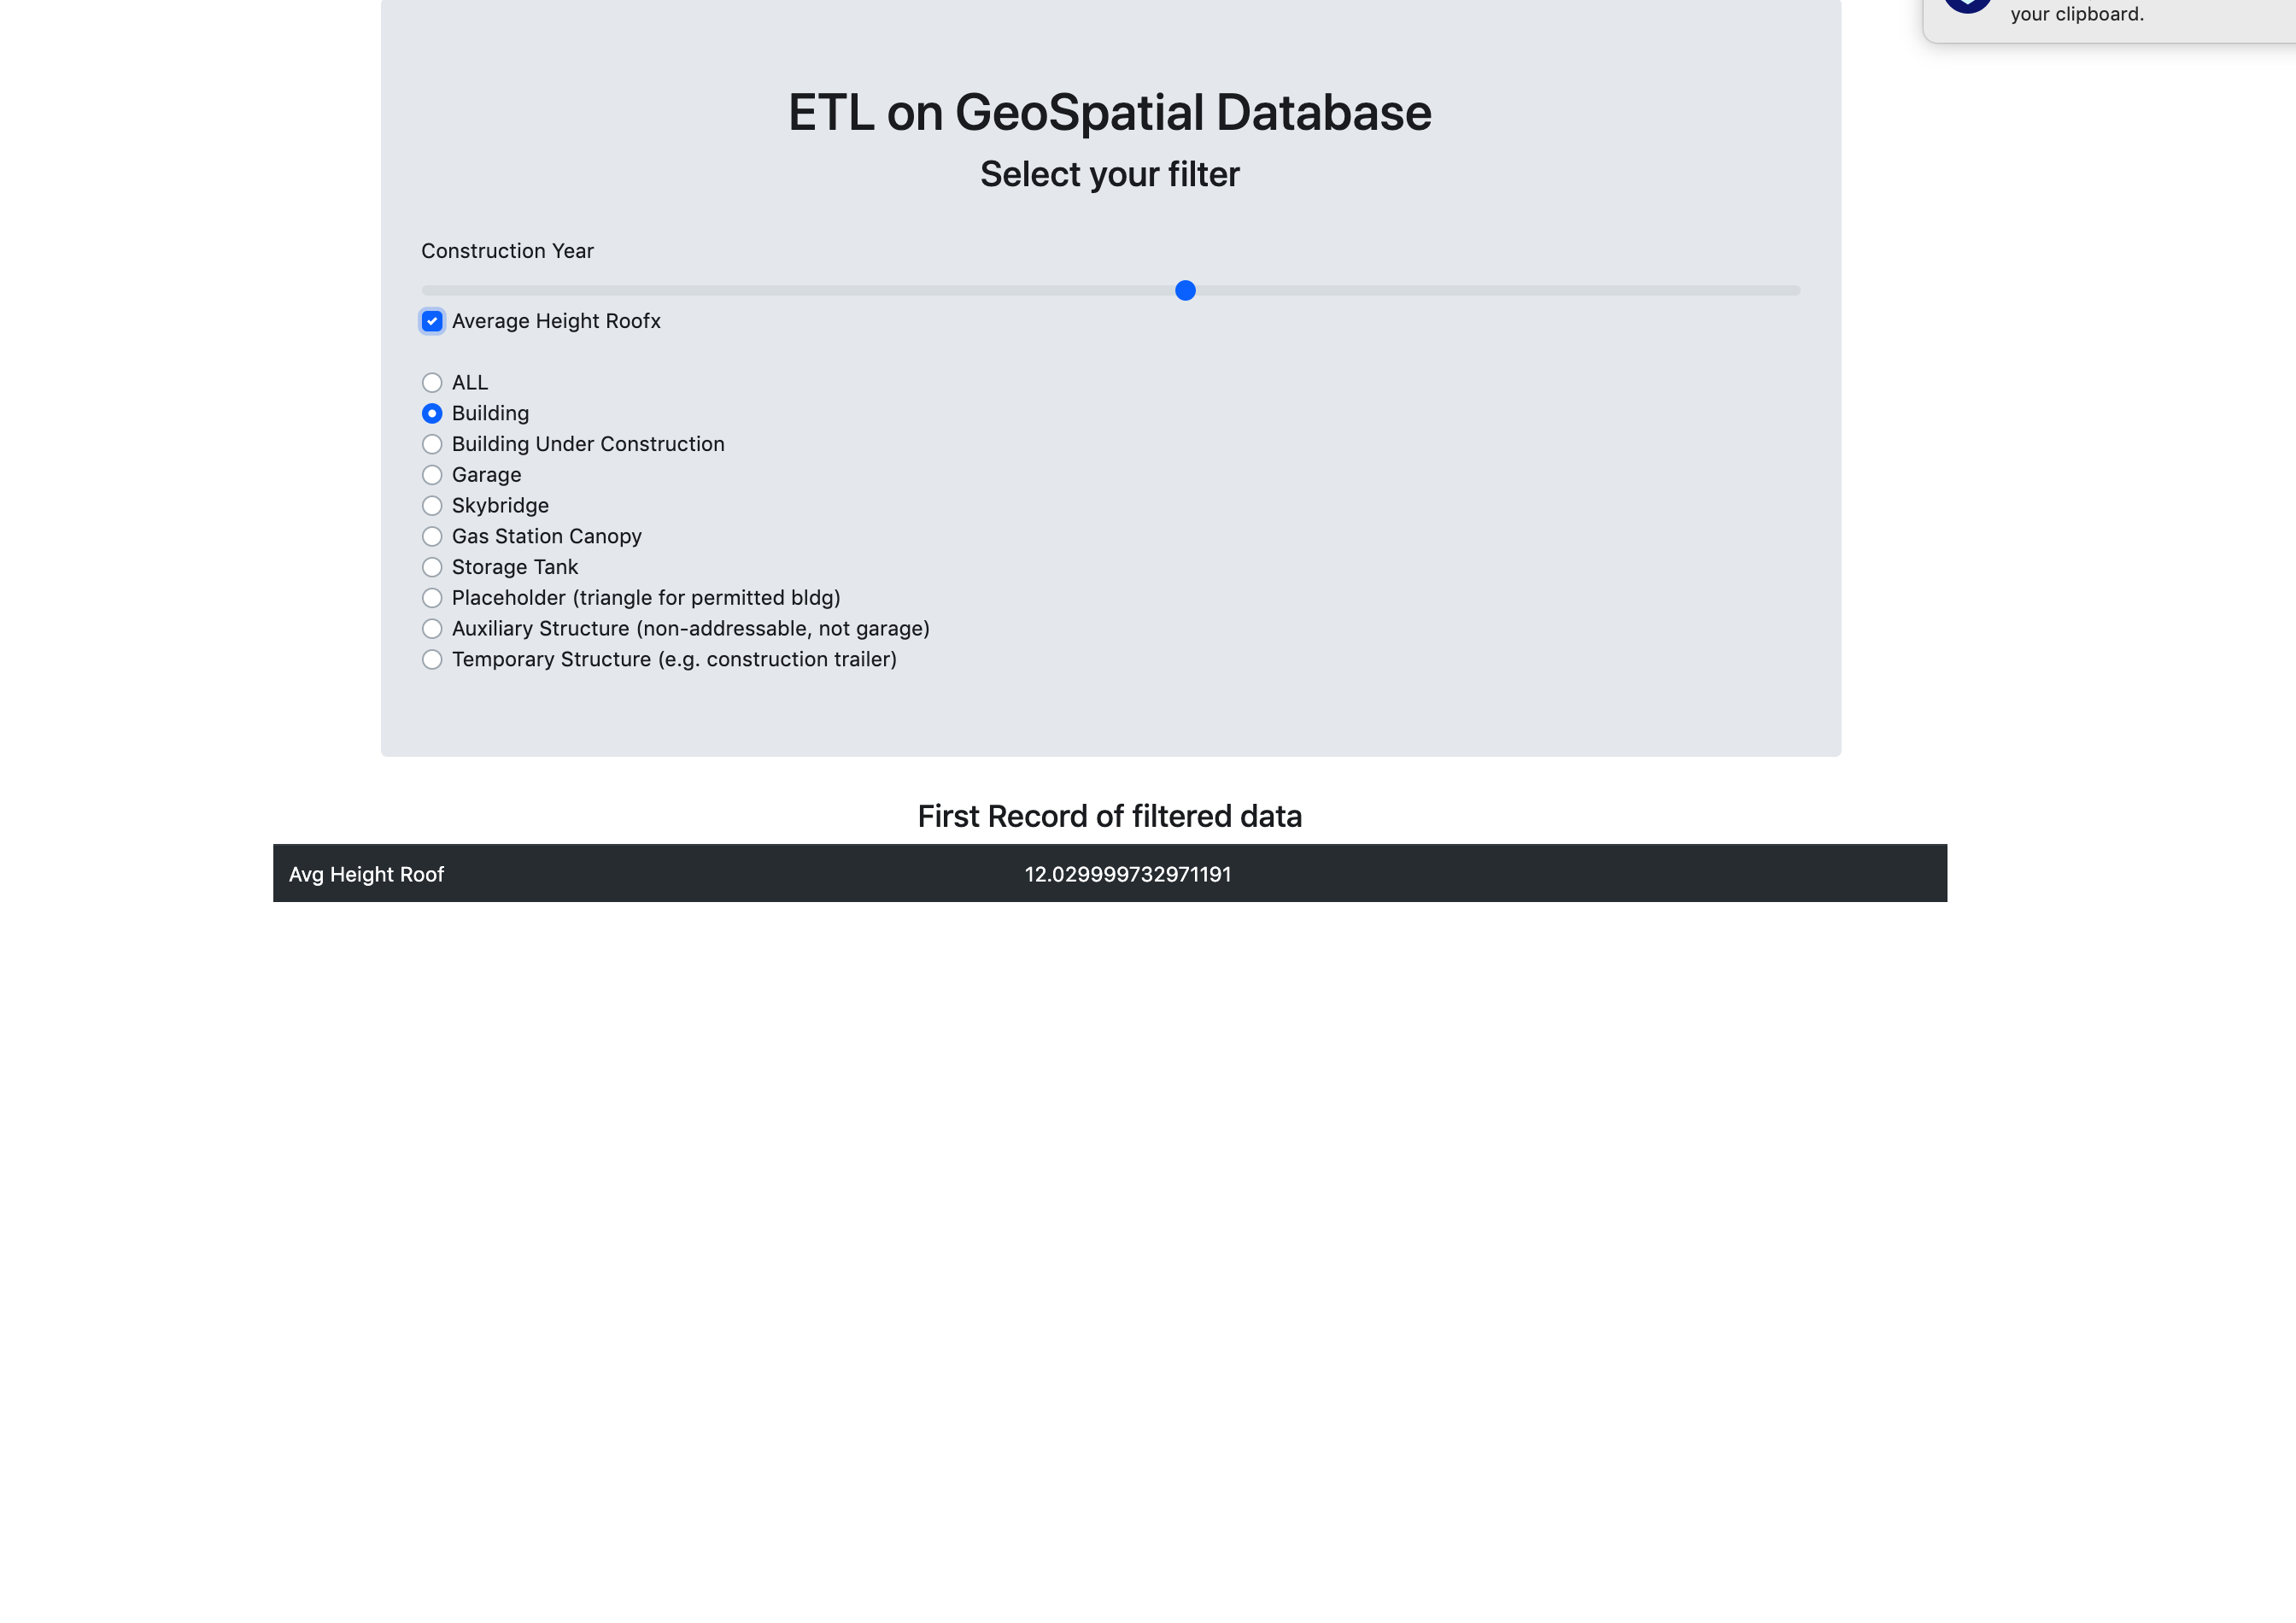 your clipboard.
ETL on GeoSpatial Database
Select your filter
Construction Year
Average Height Roofx
ALL
Building
Building Under Construction
Garage
Skybridge
Gas Station Canopy
Storage Tank
Placeholder (triangle for permitted bldg)
Auxiliary Structure (non-addressable, not garage)
Temporary Structure (e.g. construction trailer)
First Record of filtered data
Avg Height Roof 12.029999732971191